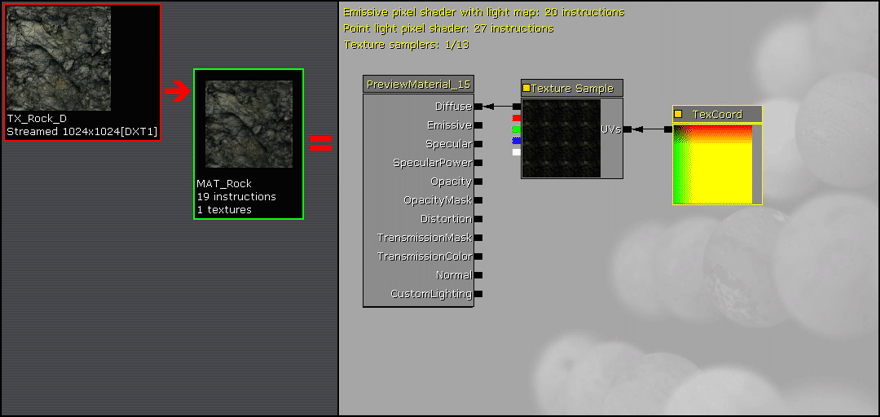 TX_Rock_D
Streamed 1024x1024[DXT1]
MAT_Rock
19 instructions
1 textures
Emissive pixel shader with light map: 20 instructions
Point light pixel shader: 27 instructions
Texture samplers: 1/13
PreviewMaterial_15
Diffuse
Emissive
Specular
SpecularPower
Opacity
OpacityMask
Distortion
TransmissionMask
TransmissionColor
Normal
CustomLighting
Texture Sample
UVs
TexCoord